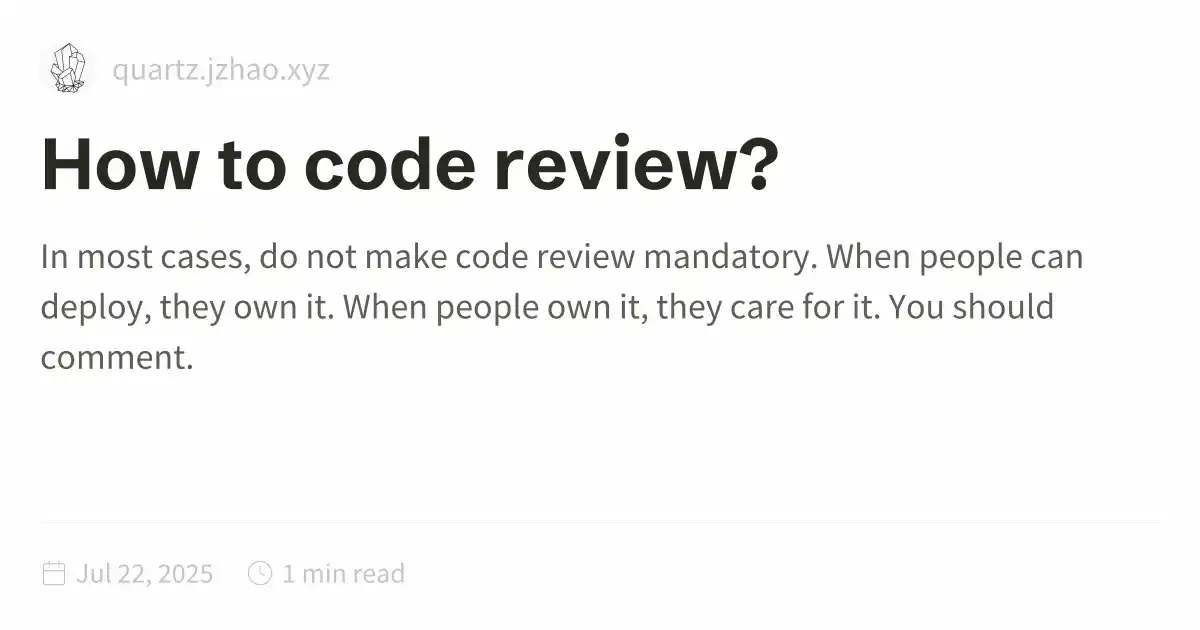 quartz.jzhao.xyz
How to code review?
In most cases, do not make code review mandatory. When people can
deploy, they own it. When people own it, they care for it. You should
comment.
Jul 22, 2025 1 min read